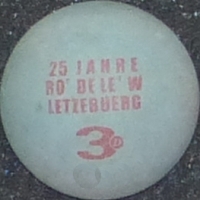 25 JAHRE
RO' DE LE' W
LETZEBUERG
3